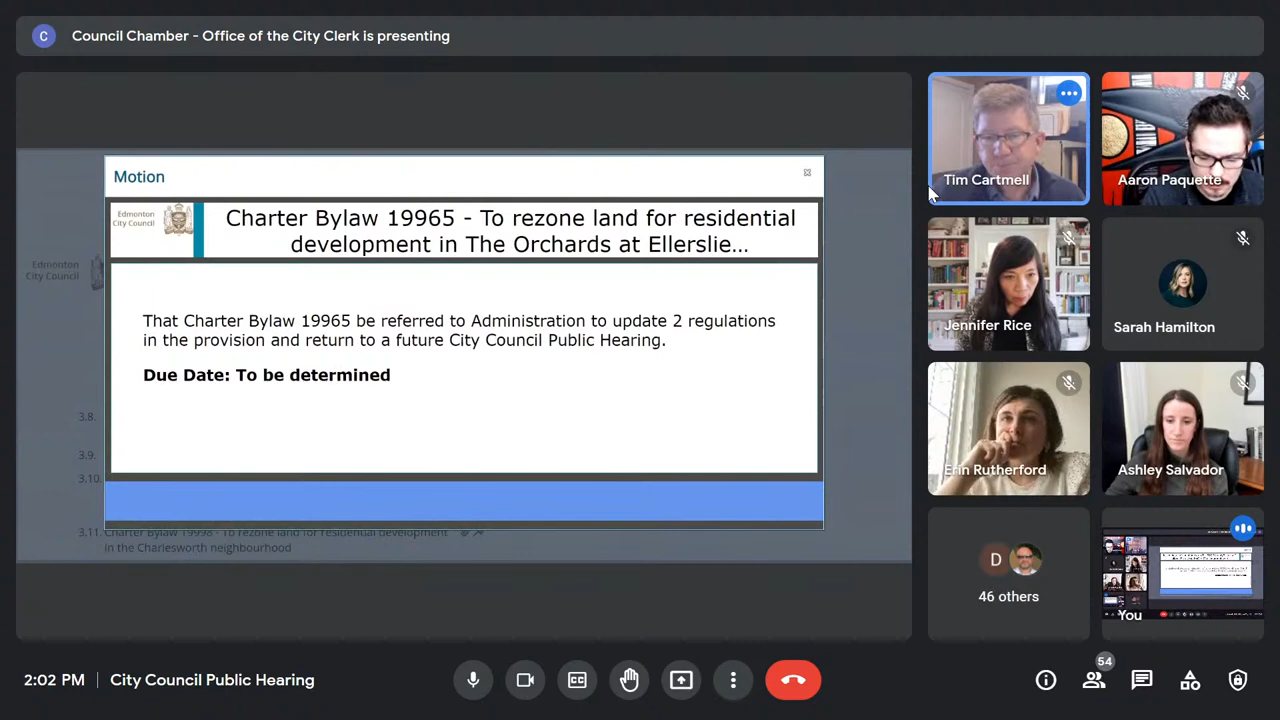 C
Council Chamber - Office of the City Clerk is presenting
Motion
Edmonton
City Council
Charter Bylaw 19965 - To rezone land for residential
development in The Orchards at Ellerslie...
That Charter Bylaw 19965 be referred to Administration to update 2 regulations
in the provision and return to a future City Council Public Hearing.
Due Date: To be determined
Edmonton
City Council
3.8.
3.9.
3.10.
3.11. Charter Bylaw 19998 - To rezone land for residential development
in the Charlesworth neighbourhood
Tim Cartmell
Aaron Paquette
Jennifer Rice
Sarah Hamilton
Erin Rutherford
Ashley Salvador
D
46 others
You
2:02 PM | City Council Public Hearing
54